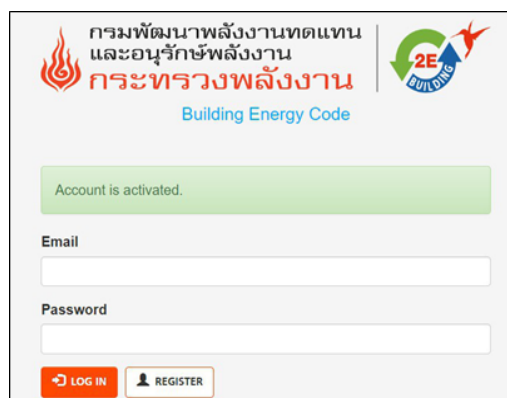 กรมพัฒนาพลังงานทดแทน
และอนุรักษ์พลังงาน
กระทรวงพลังงาน
2E
BUILDING
Building Energy Code
Account is activated.
Email
Password
LOG IN
REGISTER